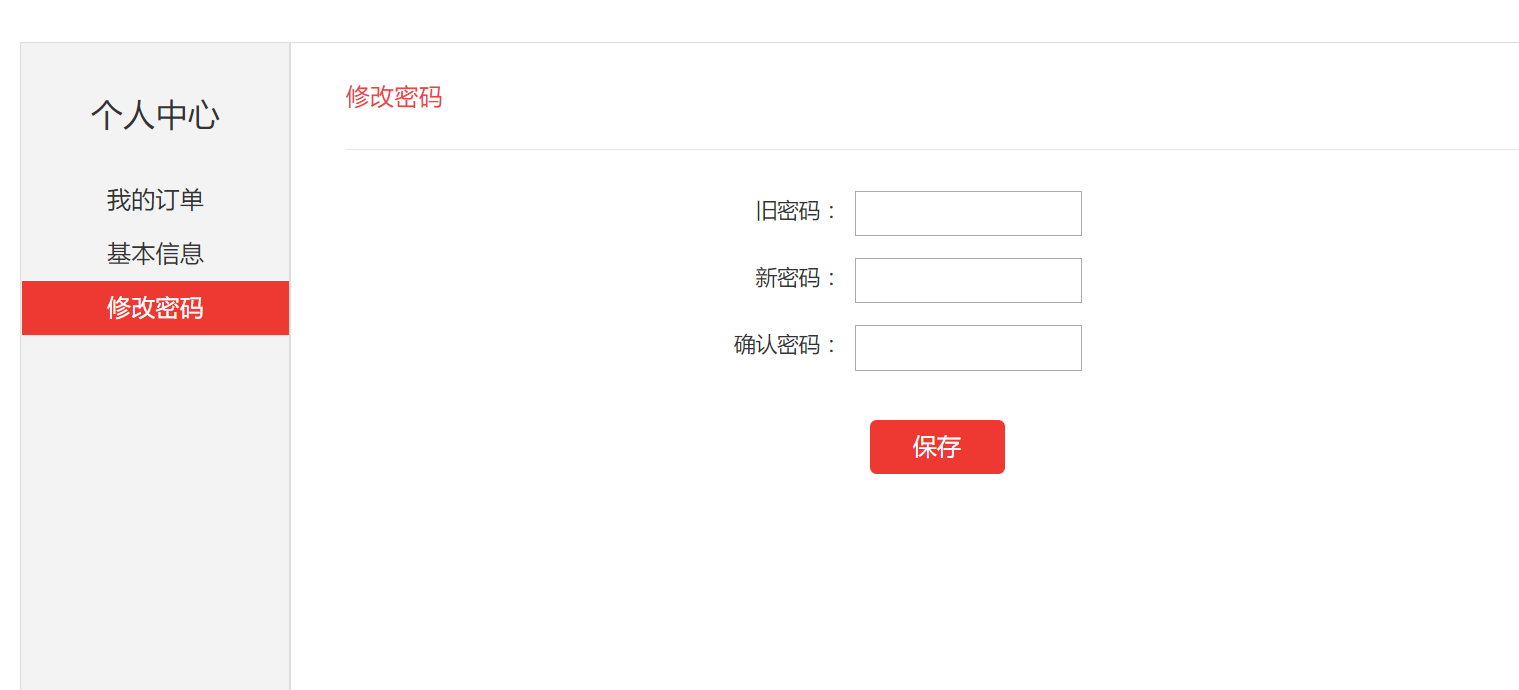 个人中心
我的订单
基本信息
修改密码
修改密码
旧密码：
新密码：
确认密码：
保存